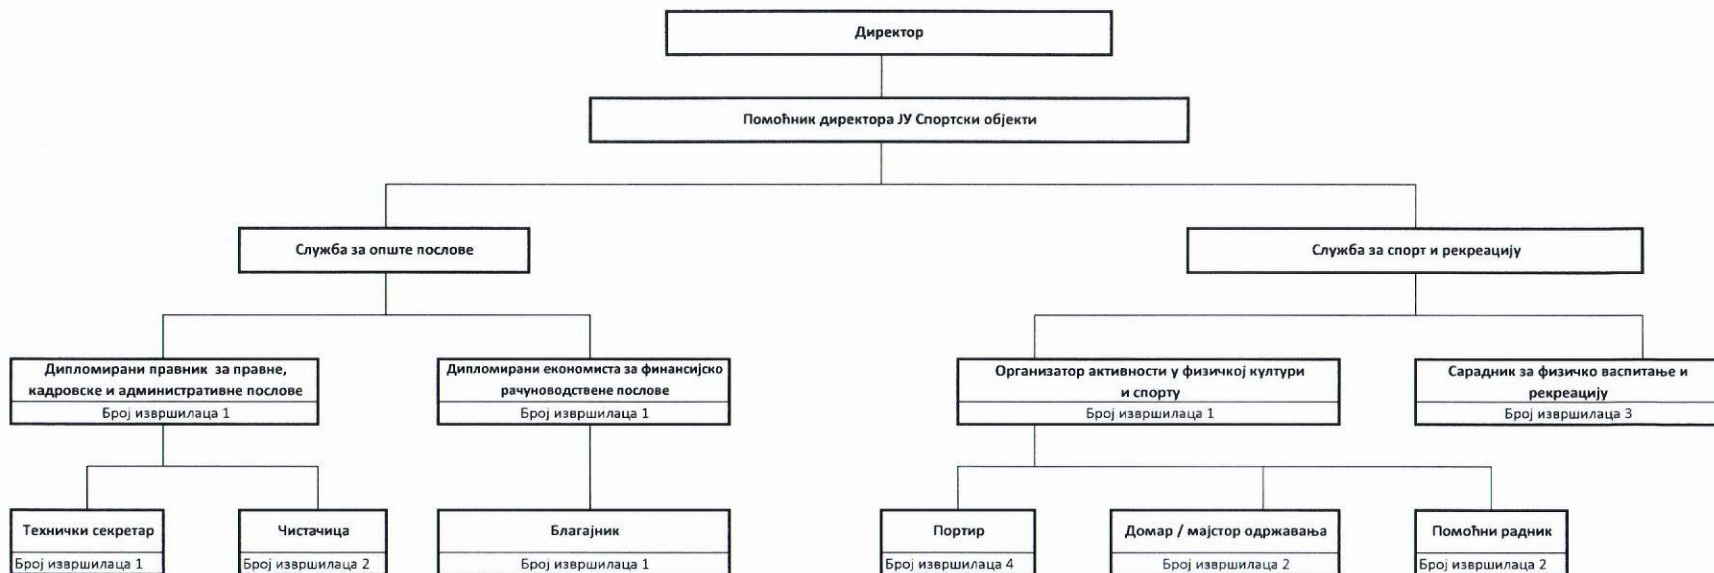 Директор
Помоћник директора ЈУ Спортски објекти
Служба за опште послове
Служба за спорт и рекреацију
Дипломирани правник за правне,
кадровске и административне послове
Број извршилаца 1
Дипломирани економиста за финансијско
рачуноводствене послове
Број извршилаца 1
Организатор активности у физичкој култури
и спорту
Број извршилаца 1
Сарадник за физичко васпитање и
рекреацију
Број извршилаца 3
Технички секретар
Број извршилаца 1
Чистачица
Број извршилаца 2
Благајник
Број извршилаца 1
Портир
Број извршилаца 4
Домар / мајстор одржавања
Број извршилаца 2
Помоћни радник
Број извршилаца 2